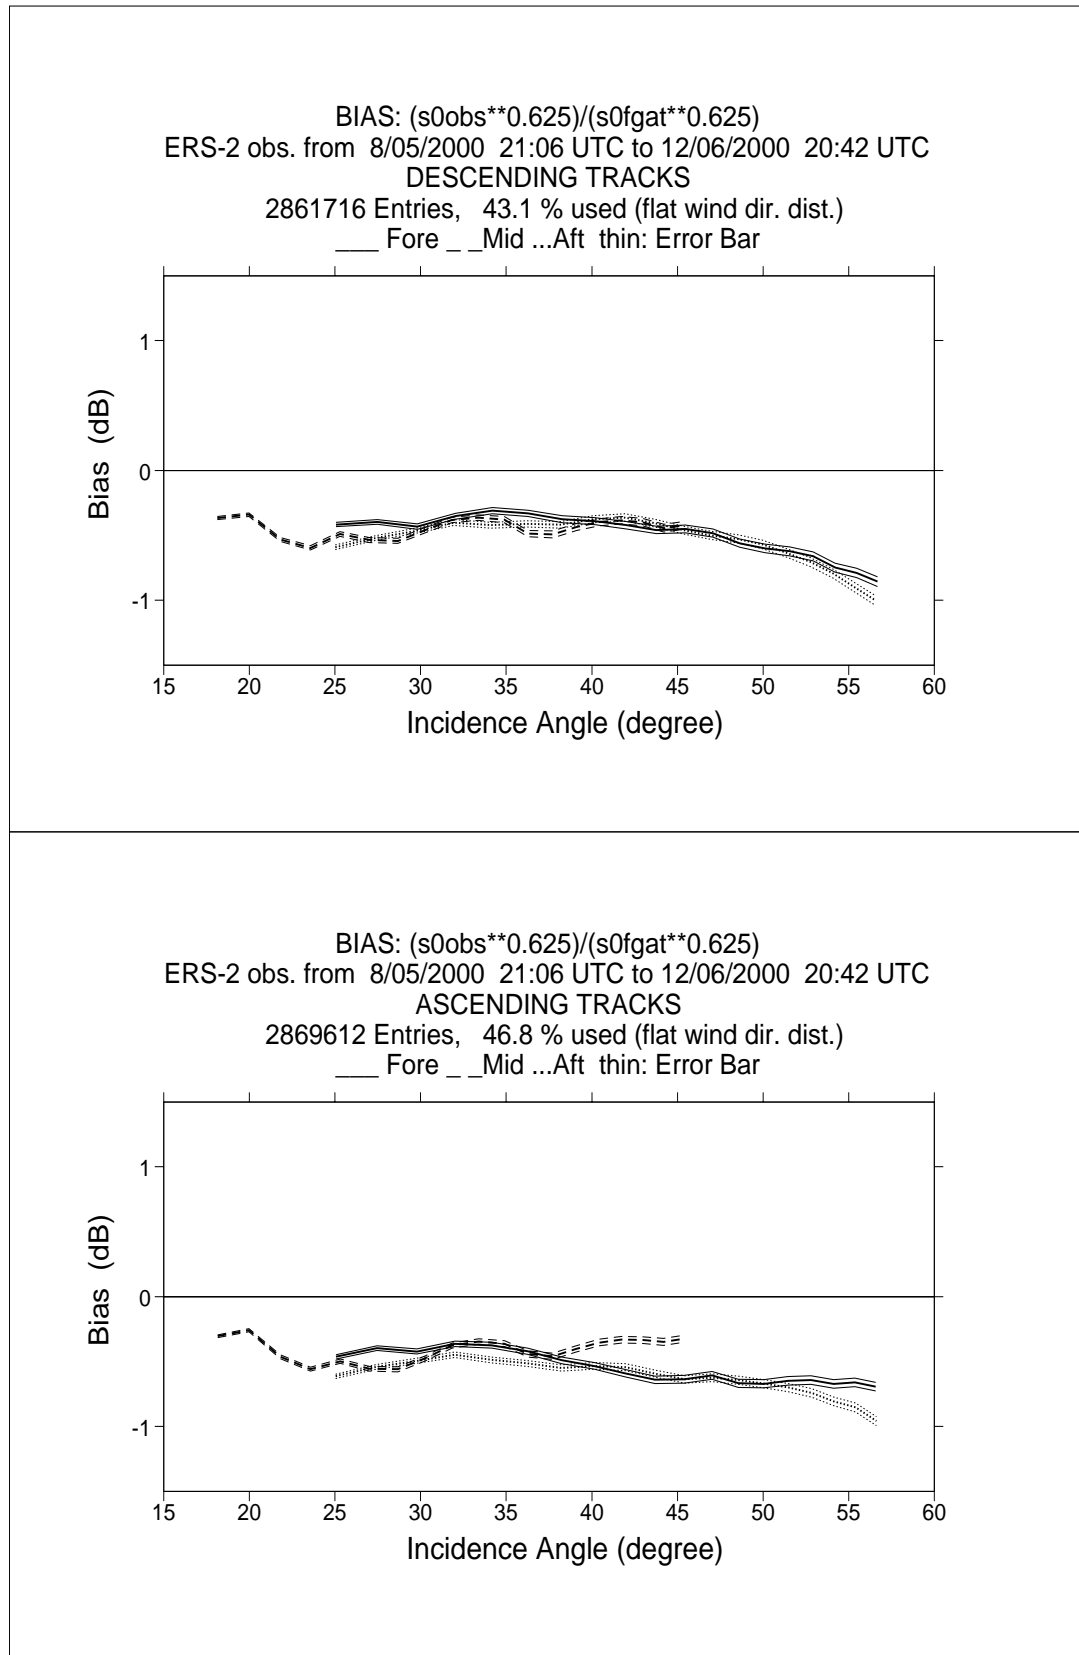 BIAS: (s0obs**0.625)/(s0fgat**0.625)
ERS-2 obs. from 8/05/2000 21:06 UTC to 12/06/2000 20:42 UTC
DESCENDING TRACKS
2861716 Entries, 43.1 % used (flat wind dir. dist.)
___ Fore _ _Mid ...Aft thin: Error Bar
1
0
-1
Bias (dB)
15 20 25 30 35 40 45 50 55 60
Incidence Angle (degree)
BIAS: (s0obs**0.625)/(s0fgat**0.625)
ERS-2 obs. from 8/05/2000 21:06 UTC to 12/06/2000 20:42 UTC
ASCENDING TRACKS
2869612 Entries, 46.8 % used (flat wind dir. dist.)
___ Fore _ _Mid ...Aft thin: Error Bar
1
0
-1
Bias (dB)
15 20 25 30 35 40 45 50 55 60
Incidence Angle (degree)